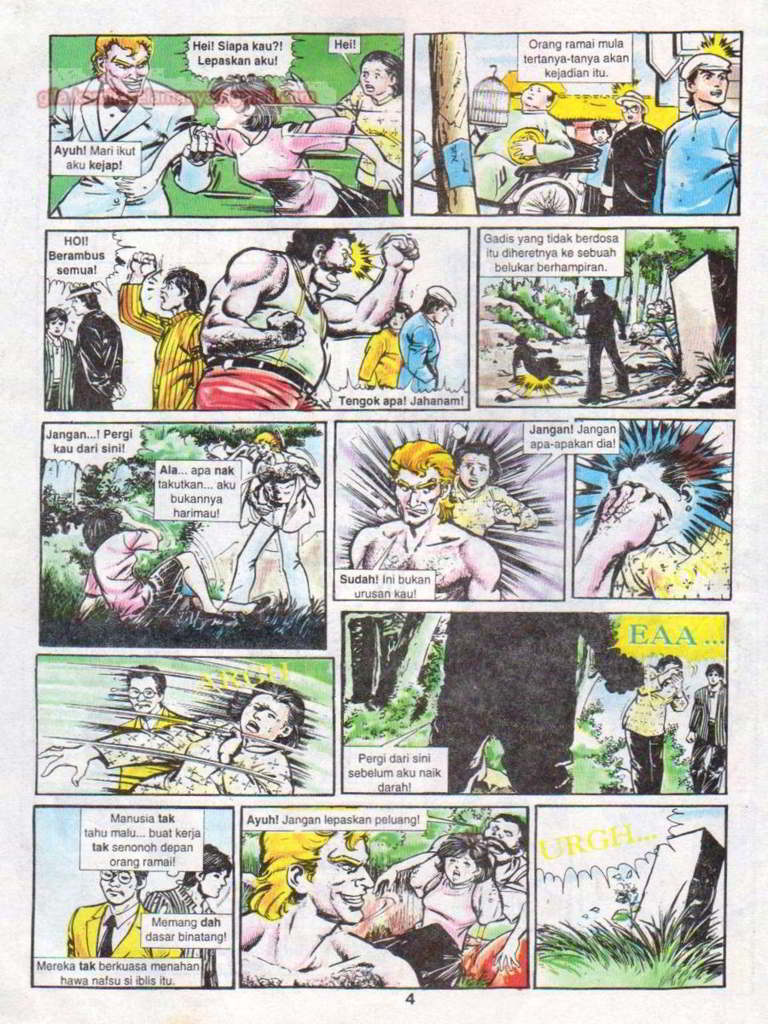 Hei! Siapa kau?!
Lepaskan aku!
Hei!
Ayuh! Mari ikut
aku kejap!
Orang ramai mula
tertanya-tanya akan
kejadian itu.
HOI!
Berambus
semua!
Tengok apa! Jahanam!
Gadis yang tidak berdosa
itu diheretnya ke sebuah
belukar berhampiran.
Jangan...! Pergi
kau dari sini!
Ala... apa nak
takutkan... aku
bukannya
harimau!
Jangan! Jangan
apa-apakan dia!
Sudah! Ini bukan
urusan kau!
POW
ARGH
EAA...
Pergi dari sini
sebelum aku naik
darah!
Manusia tak
tahu malu... buat kerja
tak senonoh depan
orang ramai!
Memang dah
dasar binatang!
Mereka tak berkuasa menahan
hawa nafsu si iblis itu.
Ayuh! Jangan lepaskan peluang!
URGH...
4